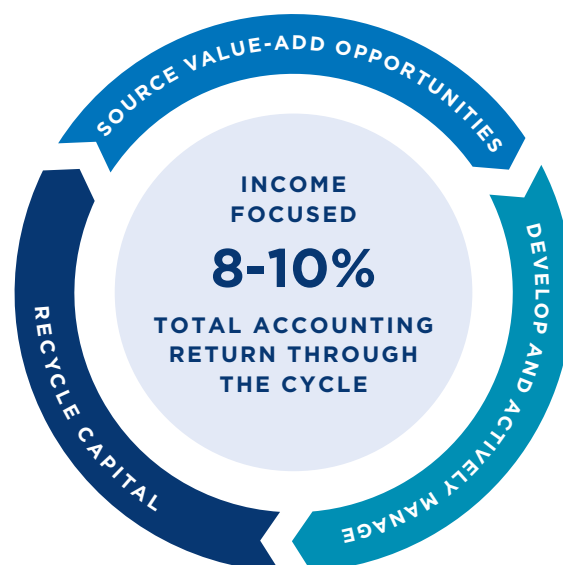 SOURCE VALUE-ADD OPPORTUNITIES
DEVELOP AND ACTIVELY MANAGE
RECYCLE CAPITAL
INCOME
FOCUSED
8-10%
TOTAL ACCOUNTING
RETURN THROUGH
THE CYCLE